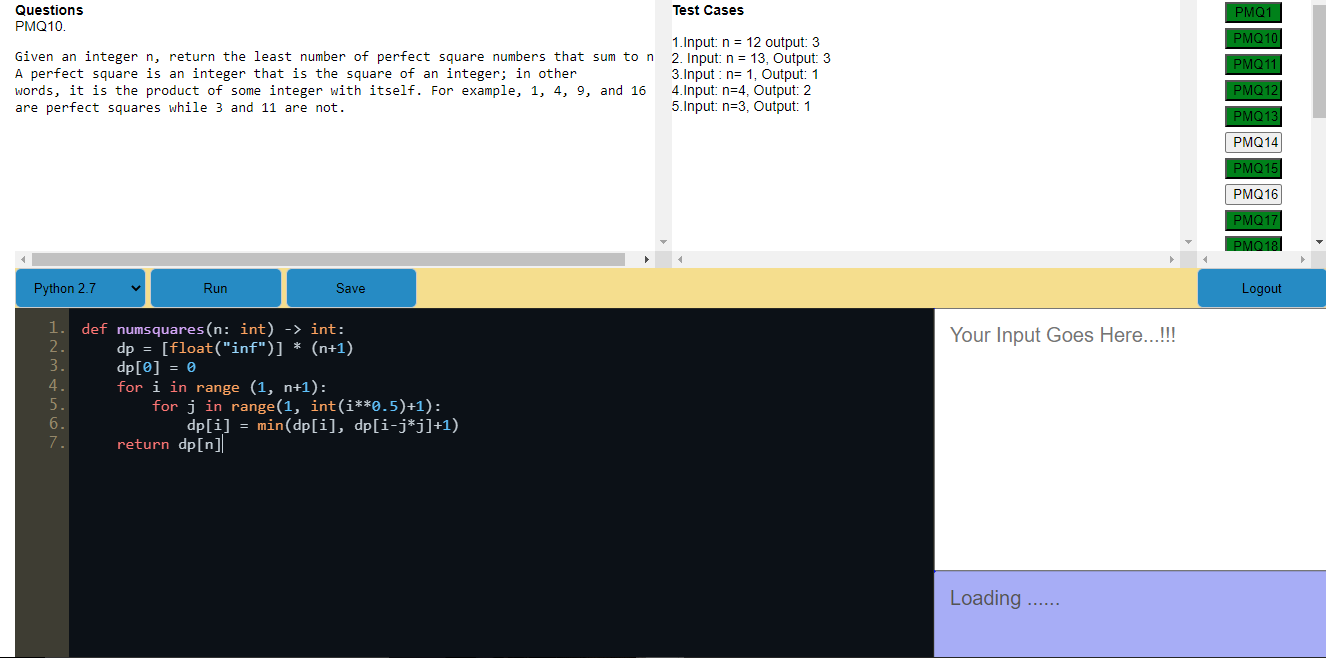 Questions
PMQ10.
Given an integer n, return the least number of perfect square numbers that sum to n
A perfect square is an integer that is the square of an integer; in other
words, it is the product of some integer with itself. For example, 1, 4, 9, and 16
are perfect squares while 3 and 11 are not.
Test Cases
1.Input: n = 12 output: 3
2. Input: n = 13, Output: 3
3.Input : n= 1, Output: 1
4.Input: n=4, Output: 2
5.Input: n=3, Output: 1
PMQ1
PMQ10
PMQ11
PMQ12
PMQ13
PMQ14
PMQ15
PMQ16
PMQ17
PMQ18
Python 2.7 Run Save Logout
1. def numsquares(n: int) -> int:
2. dp = [float("inf")] * (n+1)
3. dp[0] = 0
4. for i in range (1, n+1):
5. for j in range(1, int(i**0.5)+1):
6. dp[i] = min(dp[i], dp[i-j*j]+1)
7. return dp[n]
Your Input Goes Here...!!!
Loading ......